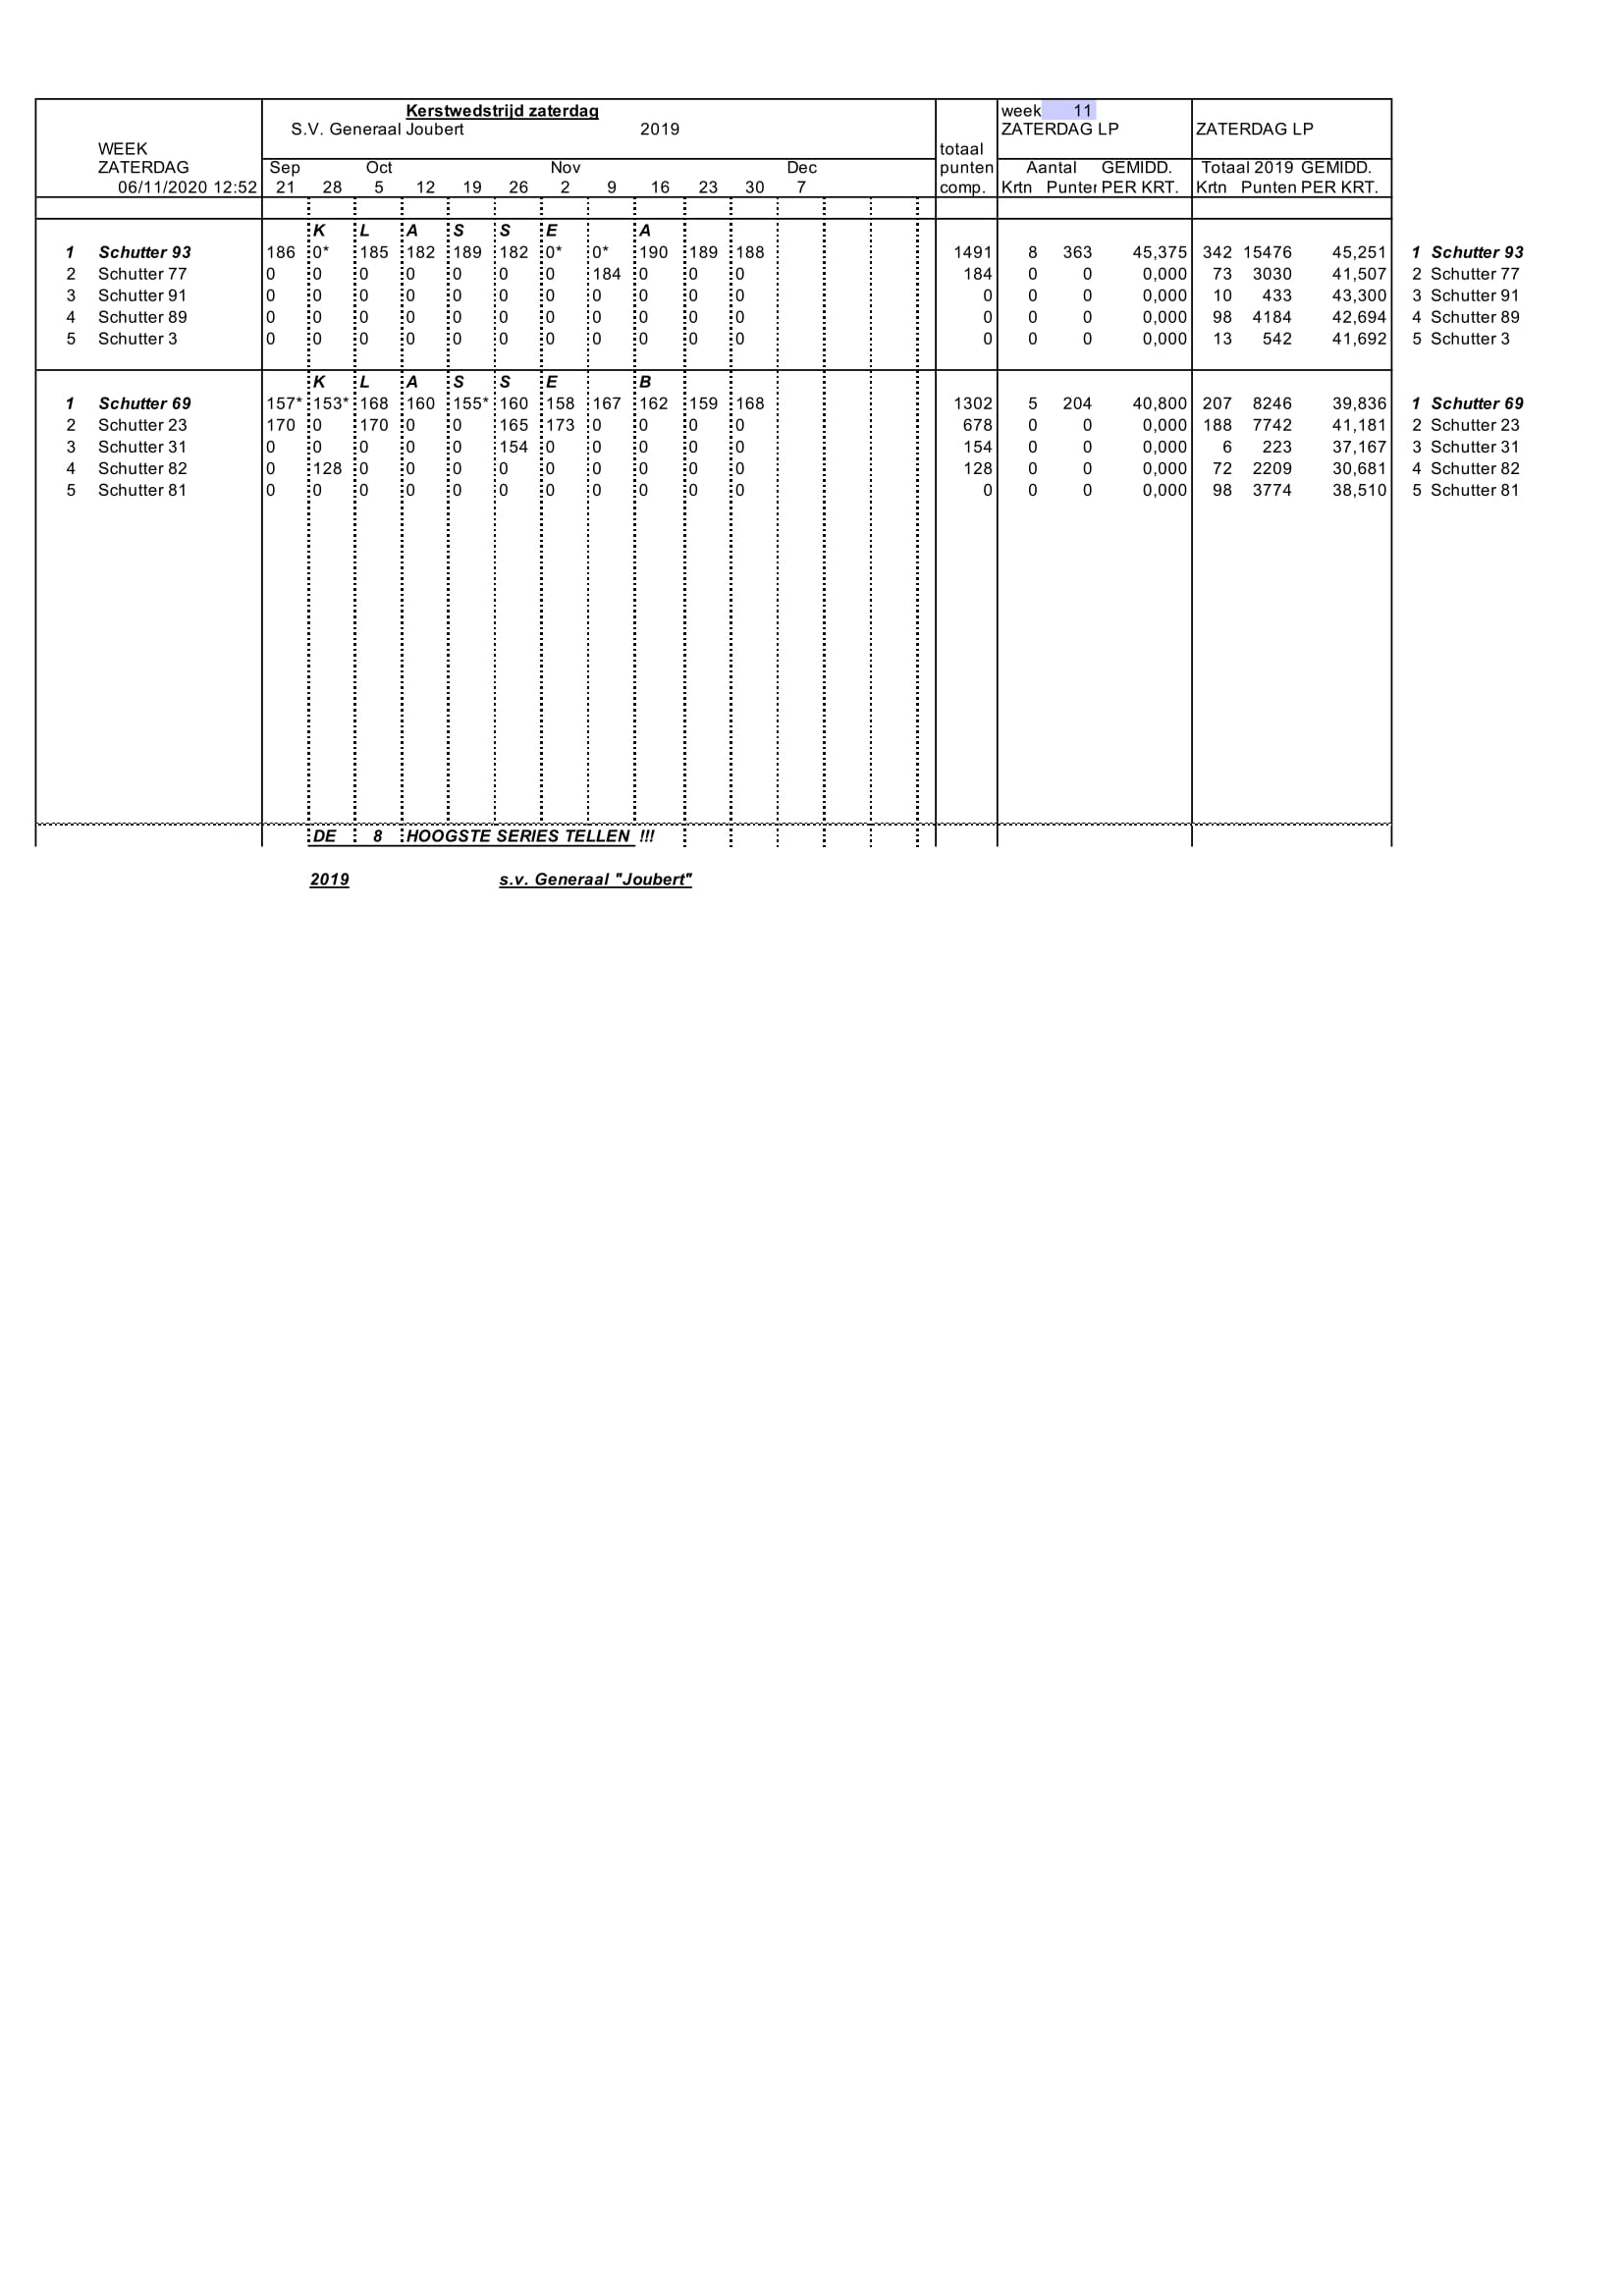 Kerstwedstrijd zaterdag week 11
S.V. Generaal Joubert 2019 ZATERDAG LP ZATERDAG LP
WEEK totaal
ZATERDAG Sep Oct Nov Dec punten Aantal GEMIDD. Totaal 2019 GEMIDD.
06/11/2020 12:52 21 28 5 12 19 26 2 9 16 23 30 7 comp. Krtn Punter PER KRT. Krtn Punten PER KRT.
K L A S S E A
1 Schutter 93 186 0* 185 182 189 182 0* 0* 190 189 188 1491 8 363 45,375 342 15476 45,251 1 Schutter 93
2 Schutter 77 0 0 0 0 0 0 0 184 0 0 0 184 0 0 0,000 73 3030 41,507 2 Schutter 77
3 Schutter 91 0 0 0 0 0 0 0 0 0 0 0 0 0 0 0,000 10 433 43,300 3 Schutter 91
4 Schutter 89 0 0 0 0 0 0 0 0 0 0 0 0 0 0 0,000 98 4184 42,694 4 Schutter 89
5 Schutter 3 0 0 0 0 0 0 0 0 0 0 0 0 0 0 0,000 13 542 41,692 5 Schutter 3
K L A S S E B
1 Schutter 69 157* 153* 168 160 155* 160 158 167 162 159 168 1302 5 204 40,800 207 8246 39,836 1 Schutter 69
2 Schutter 23 170 0 170 0 0 165 173 0 0 0 0 678 0 0 0,000 188 7742 41,181 2 Schutter 23
3 Schutter 31 0 0 0 0 0 154 0 0 0 0 0 154 0 0 0,000 6 223 37,167 3 Schutter 31
4 Schutter 82 0 128 0 0 0 0 0 0 0 0 0 128 0 0 0,000 72 2209 30,681 4 Schutter 82
5 Schutter 81 0 0 0 0 0 0 0 0 0 0 0 0 0 0 0,000 98 3774 38,510 5 Schutter 81
DE 8 HOOGSTE SERIES TELLEN !!!
2019 s.v. Generaal "Joubert"